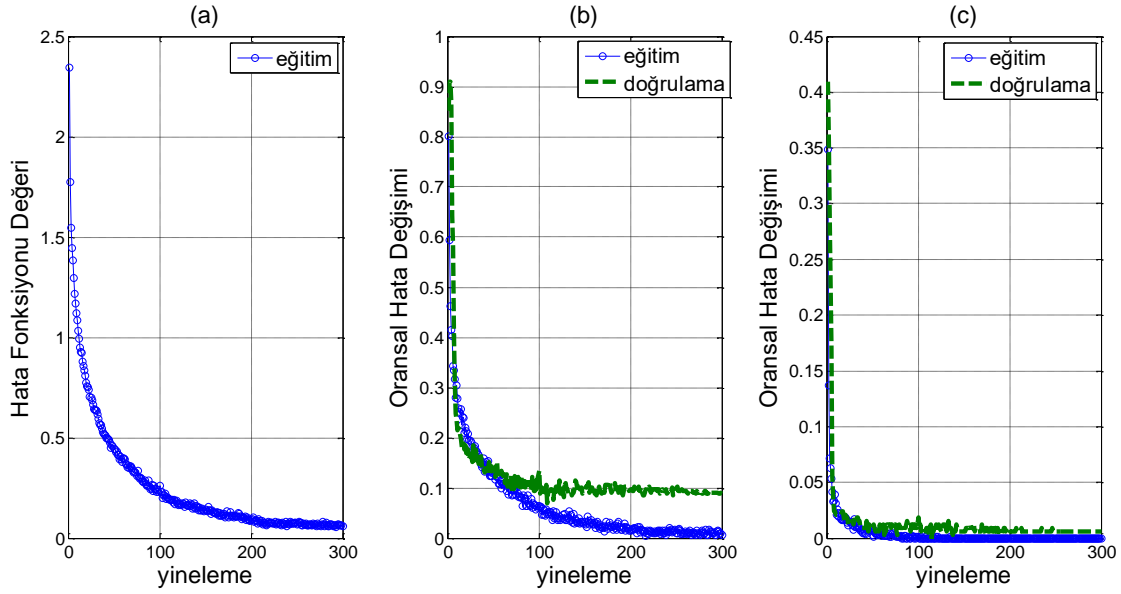 (a)
Hata Fonksiyonu Değeri
2.5
2
1.5
1
0.5
0
0 100 200 300
yineleme
eğitim
(b)
Oransal Hata Değişimi
1
0.9
0.8
0.7
0.6
0.5
0.4
0.3
0.2
0.1
0
0 100 200 300
yineleme
eğitim
doğrulama
(c)
Oransal Hata Değişimi
0.45
0.4
0.35
0.3
0.25
0.2
0.15
0.1
0.05
0
0 100 200 300
yineleme
eğitim
doğrulama